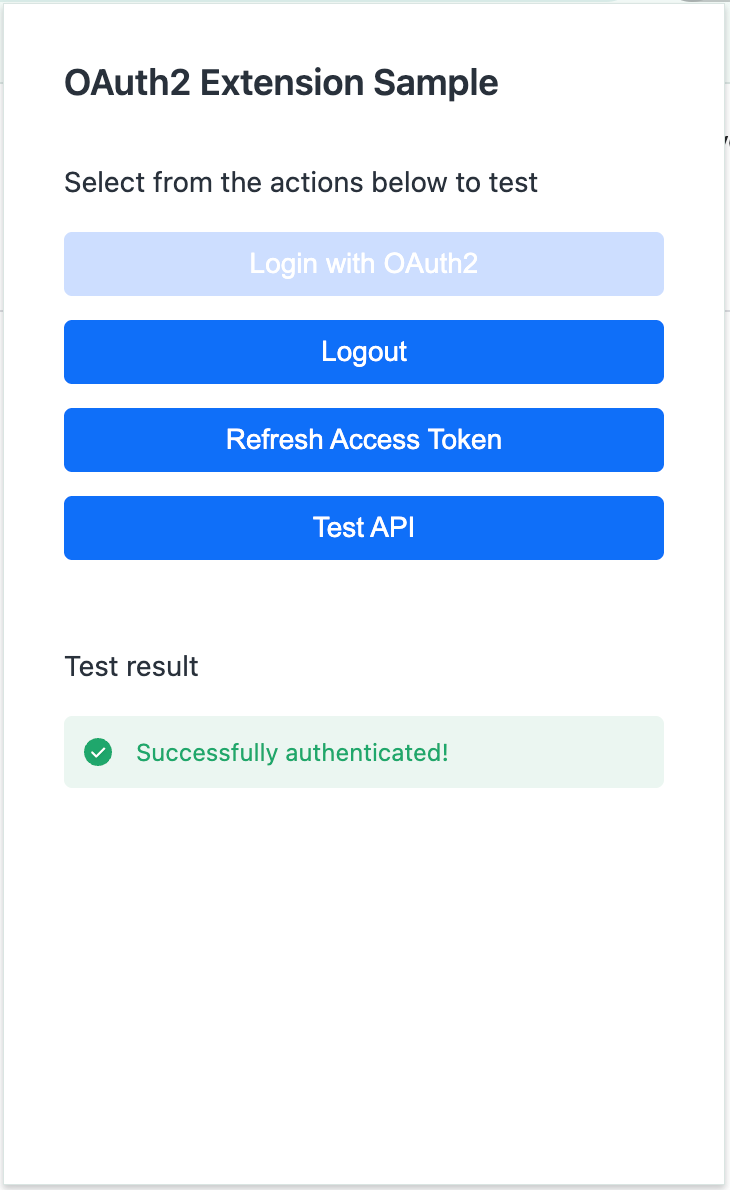 OAuth2 Extension Sample
Select from the actions below to test
Login with OAuth2
Logout
Refresh Access Token
Test API
Test result
Successfully authenticated!